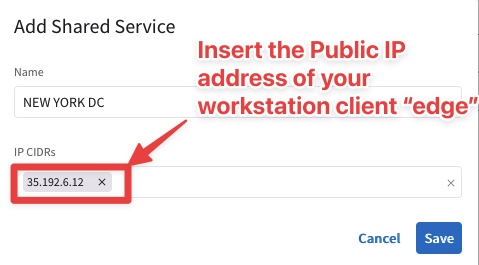 Add Shared Service
Insert the Public IP
address of your
workstation client “edge”
Name
NEW YORK DC
IP CIDRs
35.192.6.12 ×
×
Cancel
Save